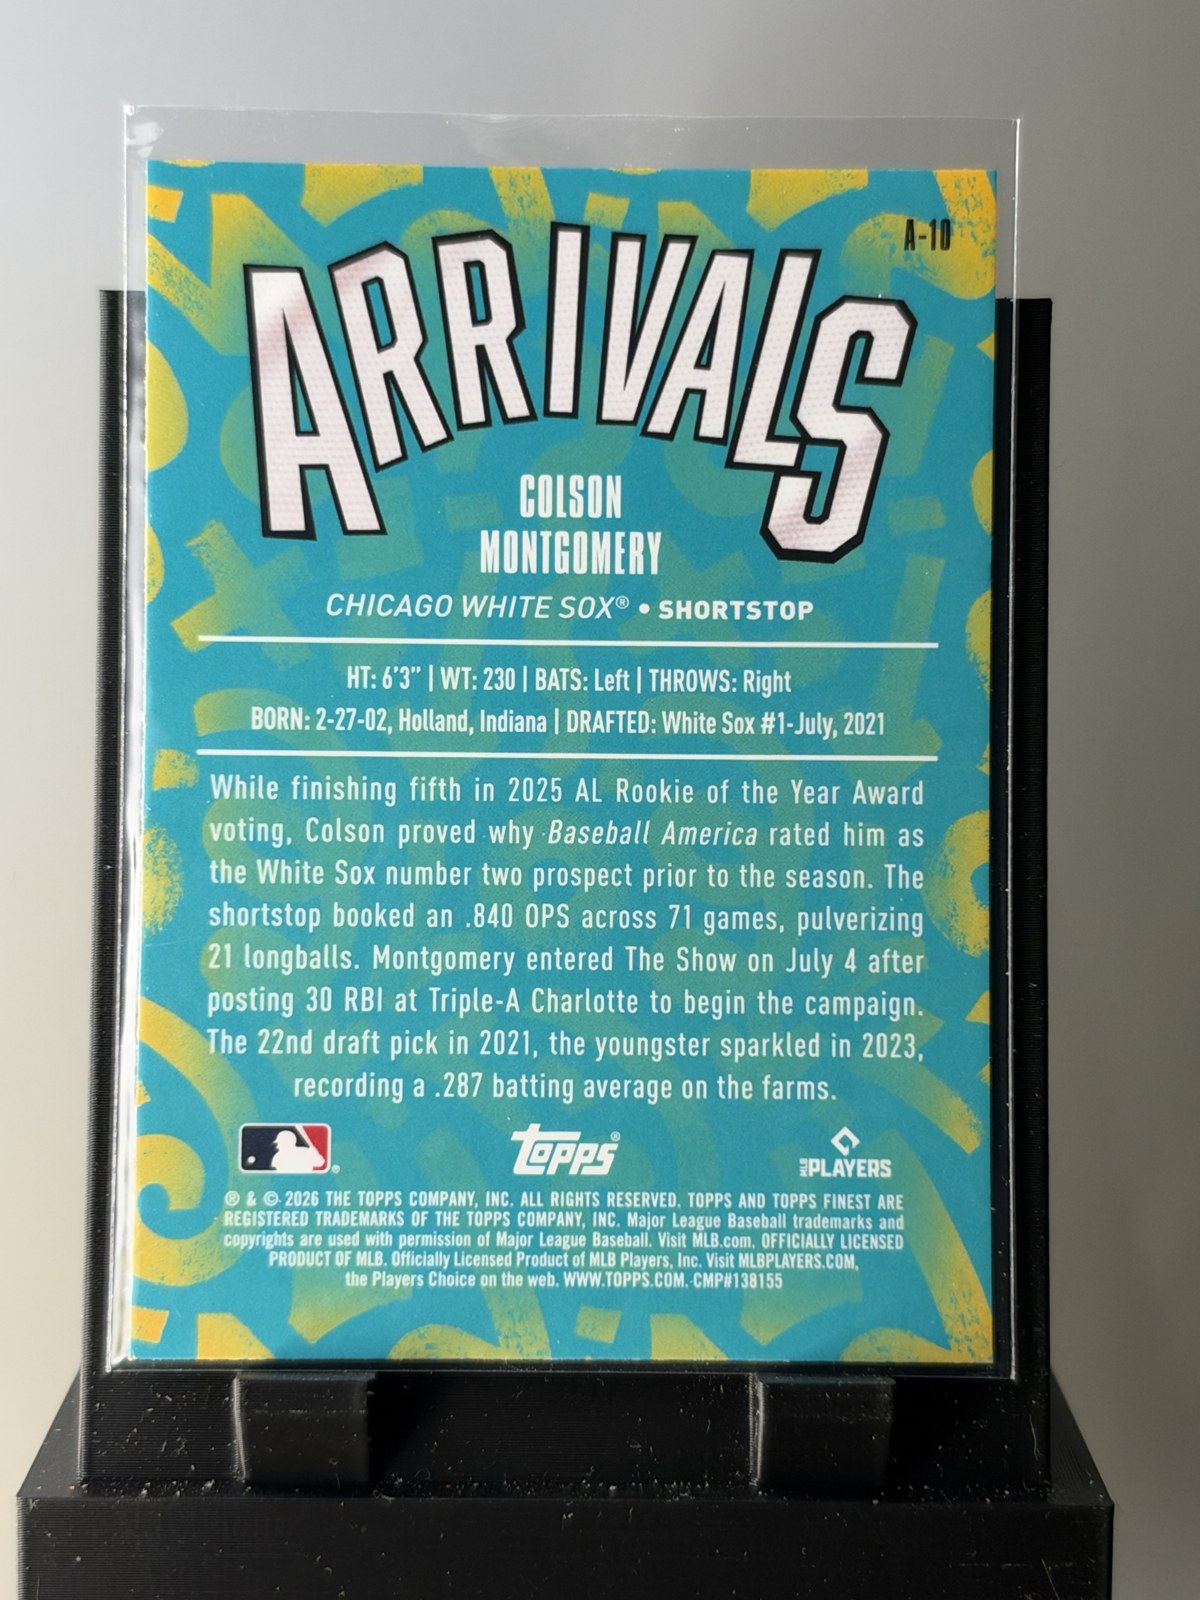 A-10
ARRIVALS
COLSON
MONTGOMERY
CHICAGO WHITE SOX® • SHORTSTOP
HT: 6'3" | WT: 230 | BATS: Left | THROWS: Right
BORN: 2-27-02, Holland, Indiana | DRAFTED: White Sox #1-July, 2021
While finishing fifth in 2025 AL Rookie of the Year Award
voting, Colson proved why Baseball America rated him as
the White Sox number two prospect prior to the season. The
shortstop booked an .840 OPS across 71 games, pulverizing
21 longballs. Montgomery entered The Show on July 4 after
posting 30 RBI at Triple-A Charlotte to begin the campaign.
The 22nd draft pick in 2021, the youngster sparkled in 2023,
recording a .287 batting average on the farms.
® topps® MLB PLAYERS
® & © 2026 THE TOPPS COMPANY, INC. ALL RIGHTS RESERVED. TOPPS AND TOPPS FINEST ARE
REGISTERED TRADEMARKS OF THE TOPPS COMPANY, INC. Major League Baseball trademarks and
copyrights are used with permission of Major League Baseball. Visit MLB.com. OFFICIALLY LICENSED
PRODUCT OF MLB. Officially Licensed Product of MLB Players, Inc. Visit MLBPLAYERS.COM,
the Players Choice on the web. WWW.TOPPS.COM. CMP#138155